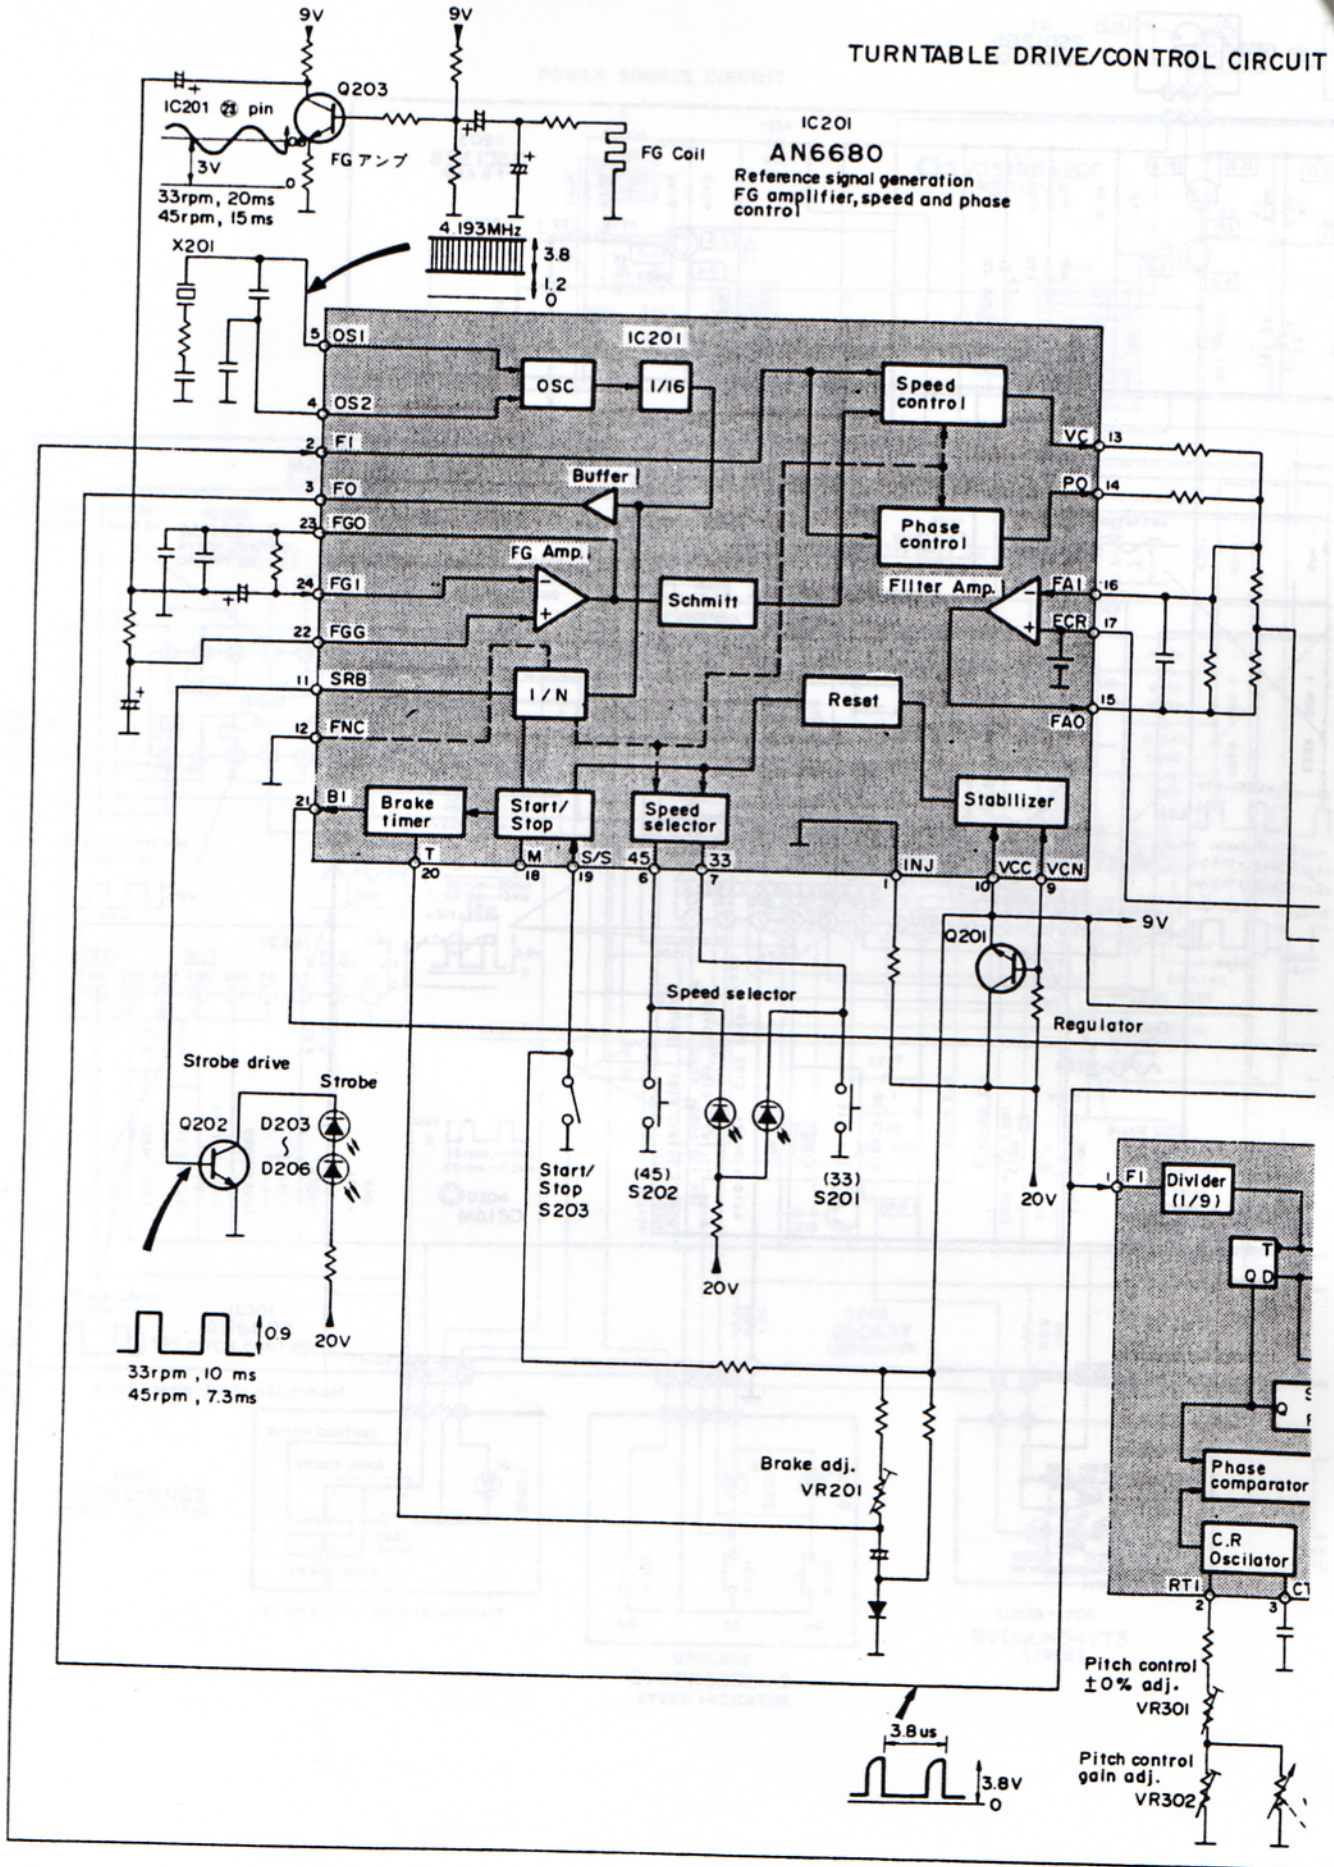 TURNTABLE DRIVE/CONTROL CIRCUIT
9V
9V
Q203
IC201 ㉑ pin
FGアンプ
3V
0
33rpm, 20ms
45rpm, 15ms
FG Coil
IC201
AN6680
Reference signal generation
FG amplifier, speed and phase
control
X201
4.193MHz
3.8
1.2
0
IC201
5 OS1
4 OS2
2 FI
3 FO
23 FGO
24 FGI
22 FGG
11 SRB
12 FNC
21 BI
OSC
1/16
Speed
control
Buffer
Phase
control
FG Amp.
Schmitt
Filter Amp.
1/N
Reset
Stabilizer
Brake
timer
Start/
Stop
Speed
selector
VC 13
PO 14
FAI 16
ECR 17
FAO 15
T 20
M 18
S/S 19
45 6
33 7
INJ 1
VCC 10
VCN 9
9V
Q201
Regulator
Speed selector
Strobe drive
Strobe
Q202
D203
~
D206
Start/
Stop
S203
(45)
S202
(33)
S201
20V
20V
20V
0.9
33rpm, 10 ms
45rpm, 7.3ms
1 FI
Divider
(1/9)
T
Q D
Q
Phase
comparator
C.R
Oscilator
RT1
2
3
Brake adj.
VR201
Pitch control
±0% adj.
VR301
Pitch control
gain adj.
VR302
3.8us
3.8V
0